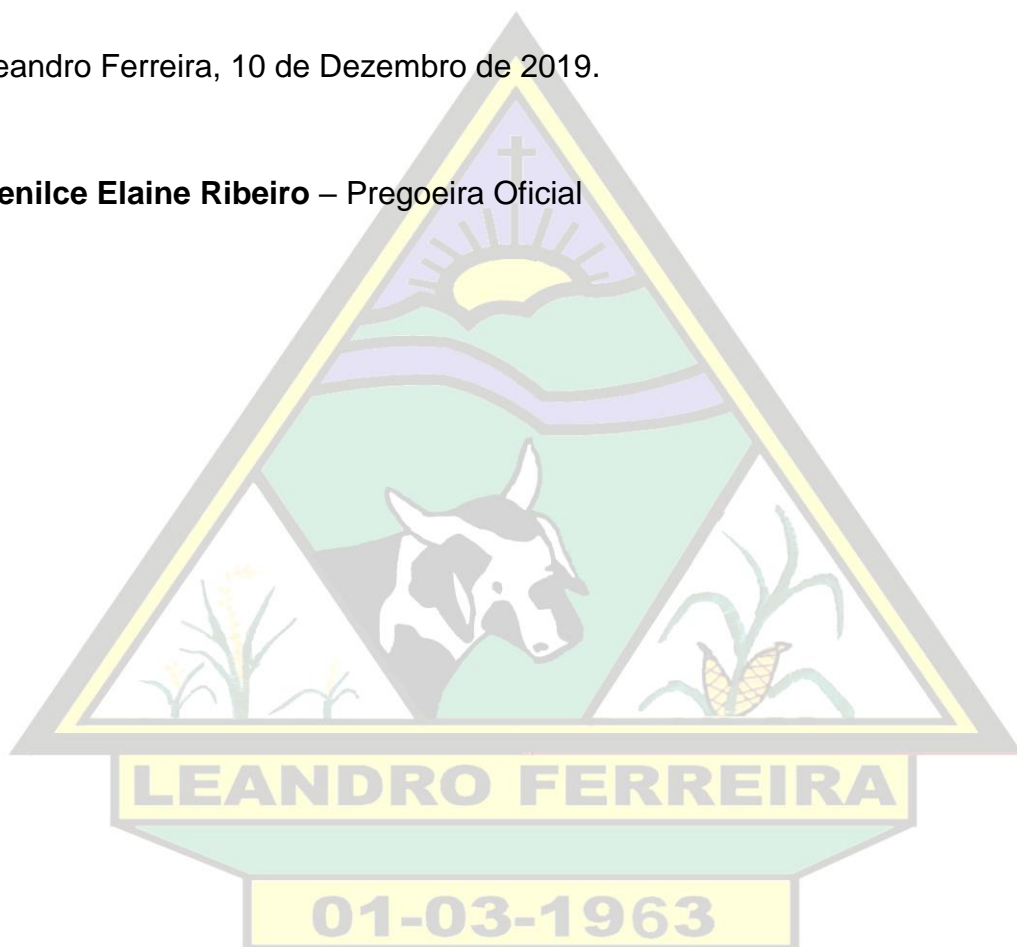 eandro Ferreira, 10 de Dezembro de 2019.
enilce Elaine Ribeiro – Pregoeira Oficial
LEANDRO FERREIRA
01-03-1963